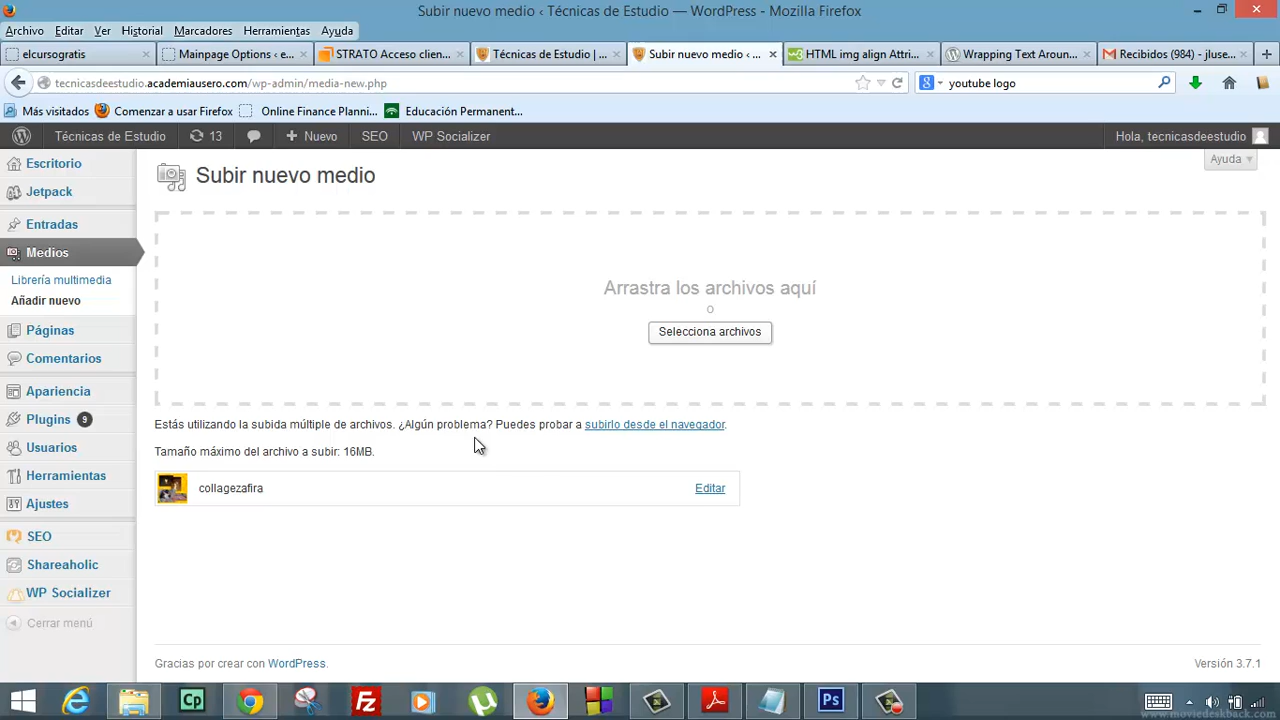 Subir nuevo medio ‹ Técnicas de Estudio — WordPress - Mozilla Firefox
Archivo Editar Ver Historial Marcadores Herramientas Ayuda
elcursogratis × Mainpage Options ‹ e... × STRATO Acceso clien... × Técnicas de Estudio | ... × Subir nuevo medio ‹ ... × HTML img align Attri... × Wrapping Text Aroun... × Recibidos (984) - jluse... × +
tecnicasdeestudio.academiausero.com/wp-admin/media-new.php youtube logo
Más visitados Comenzar a usar Firefox Online Finance Planni... Educación Permanent...
Técnicas de Estudio 13 + Nuevo SEO WP Socializer Hola, tecnicasdeestudio
Ayuda
Escritorio
Subir nuevo medio
Jetpack
Entradas
Medios
Librería multimedia
Añadir nuevo
Páginas
Comentarios
Apariencia
Plugins 9
Usuarios
Herramientas
Ajustes
SEO
Shareaholic
WP Socializer
Cerrar menú
Arrastra los archivos aquí
o
Selecciona archivos
Estás utilizando la subida múltiple de archivos. ¿Algún problema? Puedes probar a subirlo desde el navegador.
Tamaño máximo del archivo a subir: 16MB.
collagezafira Editar
Gracias por crear con WordPress. Versión 3.7.1
Cp Fz Ps
www.moviedeskback.com